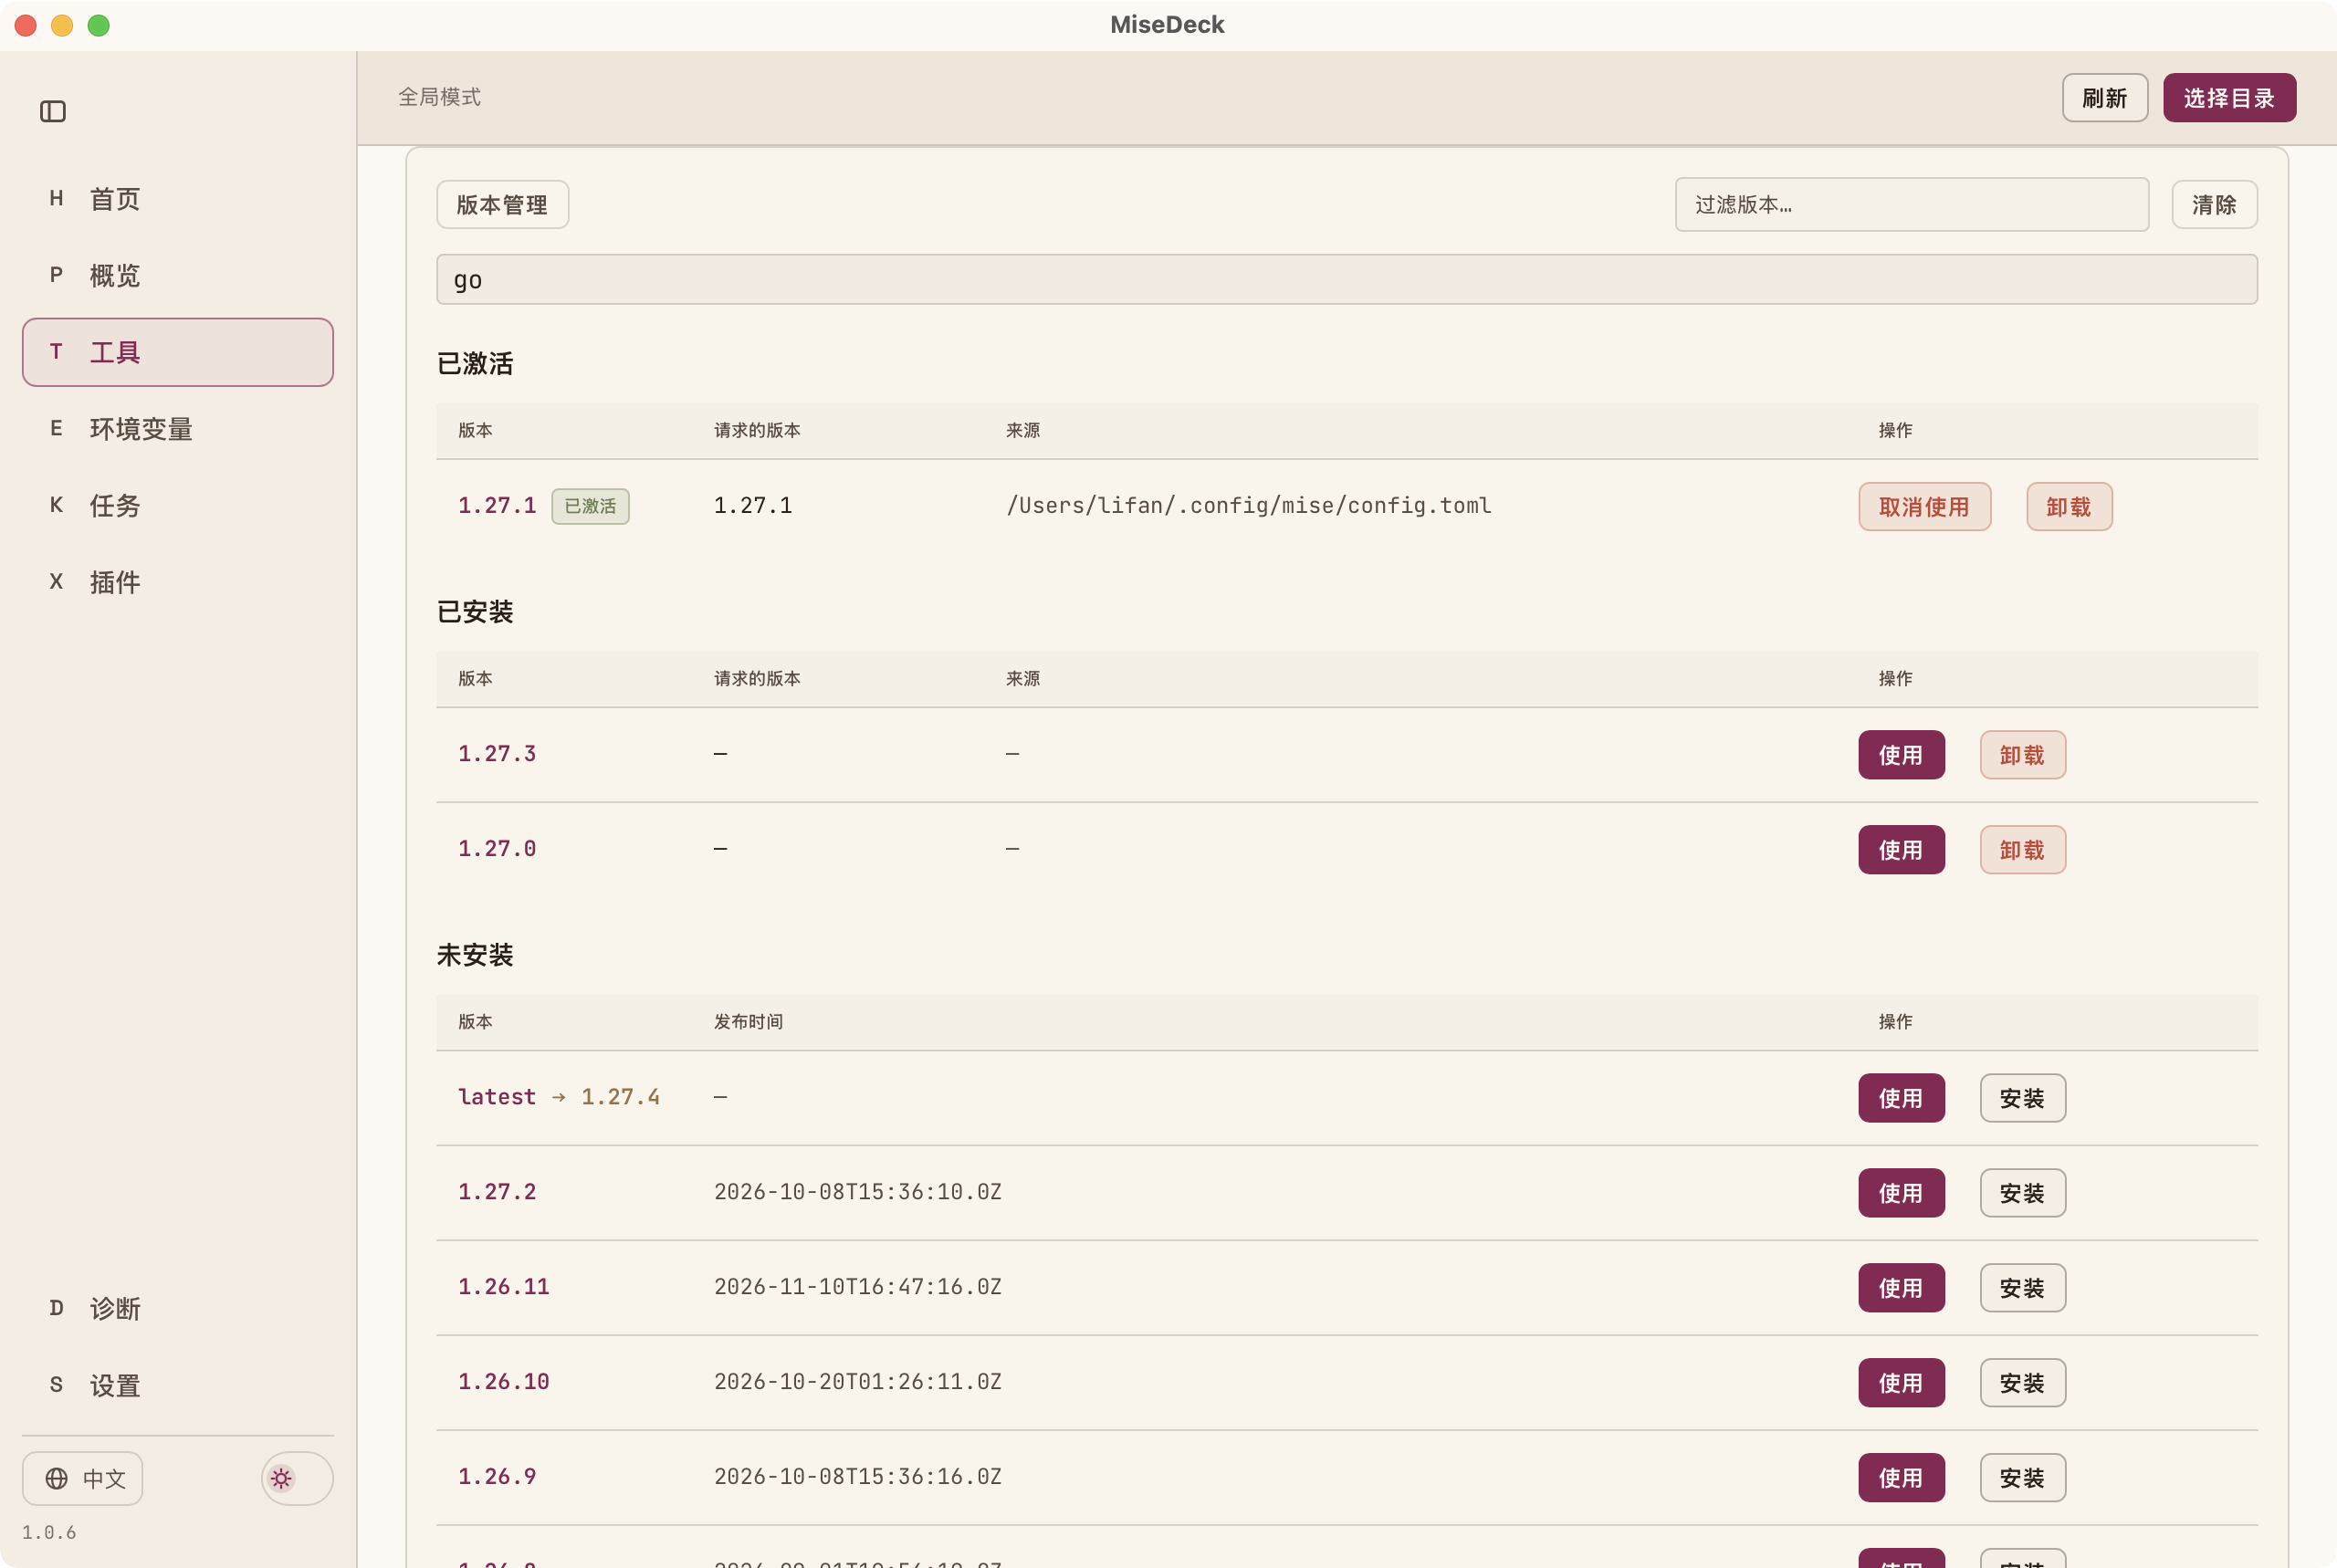 MiseDeck
全局模式
刷新
选择目录
H 首页
P 概览
T 工具
E 环境变量
K 任务
X 插件
D 诊断
S 设置
中文
1.0.6
版本管理
过滤版本…
清除
go
已激活
版本 请求的版本 来源 操作
1.27.1 已激活 1.27.1 /Users/lifan/.config/mise/config.toml 取消使用 卸载
已安装
版本 请求的版本 来源 操作
1.27.3 — — 使用 卸载
1.27.0 — — 使用 卸载
未安装
版本 发布时间 操作
latest → 1.27.4 — 使用 安装
1.27.2 2026-10-08T15:36:10.0Z 使用 安装
1.26.11 2026-11-10T16:47:16.0Z 使用 安装
1.26.10 2026-10-20T01:26:11.0Z 使用 安装
1.26.9 2026-10-08T15:36:16.0Z 使用 安装
使用 安装